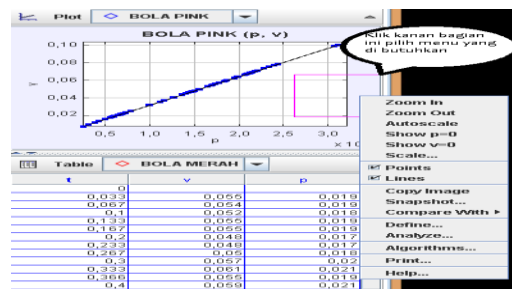 Plot BOLA PINK
BOLA PINK (p, v)
Klik kanan bagian
ini pilih menu yang
di butuhkan
0,10
0,08
0,06
0,04
0,02
v
0,5 1,0 1,5 2,0 2,5 3,0
p
Zoom In
Zoom Out
Autoscale
Show p=0
Show v=0
Scale...
Points
Lines
Copy Image
Snapshot...
Compare With
Define...
Analyze...
Algorithms...
Print...
Help...
Table BOLA MERAH
t v p
0
0,033 0,055 0,019
0,067 0,054 0,019
0,1 0,052 0,018
0,133 0,055 0,019
0,167 0,055 0,019
0,2 0,048 0,017
0,233 0,048 0,017
0,267 0,05 0,018
0,3 0,057 0,02
0,333 0,061 0,021
0,366 0,055 0,019
0,4 0,059 0,021